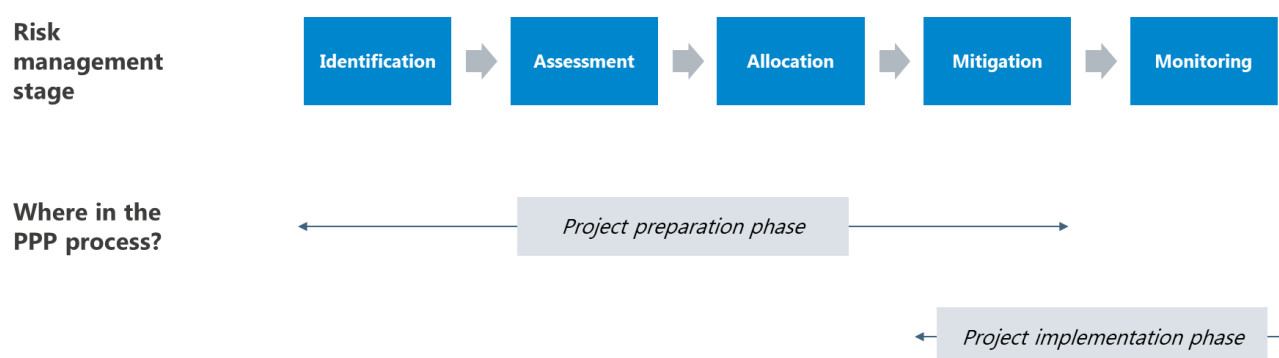 Risk
management
stage
Identification
Assessment
Allocation
Mitigation
Monitoring
Where in the
PPP process?
Project preparation phase
Project implementation phase